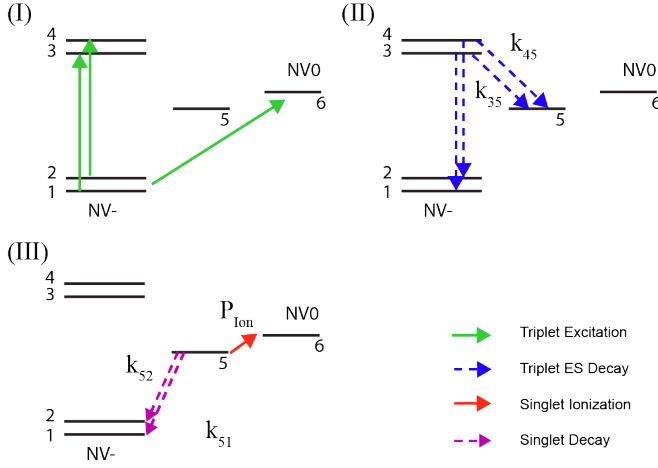 (I)
4
3
NV0
6
5
2
1
NV-
(II)
4
3
k45
k35
NV0
6
5
2
1
NV-
(III)
4
3
PIon
NV0
6
5
k52
2
1
k51
NV-
Triplet Excitation
Triplet ES Decay
Singlet Ionization
Singlet Decay